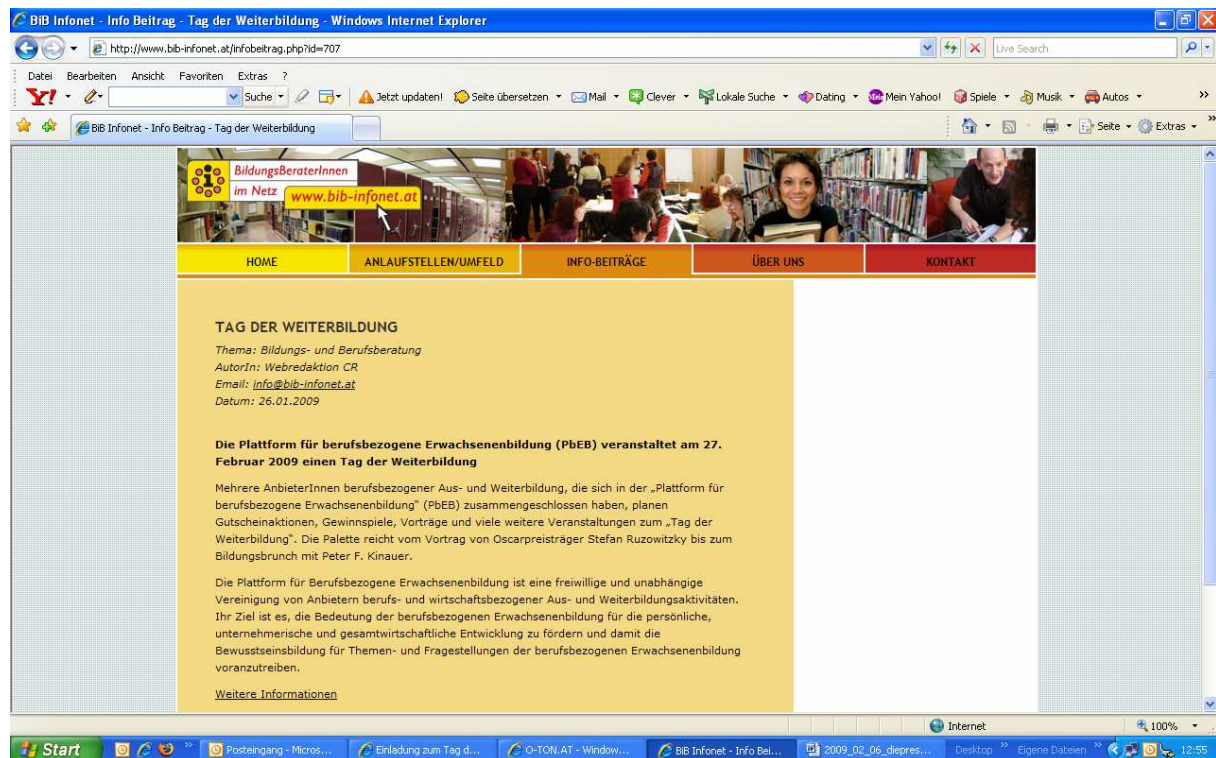 BiB Infonet - Info Beitrag - Tag der Weiterbildung - Windows Internet Explorer
http://www.bib-infonet.at/infobeitrag.php?id=707
Live Search
Datei Bearbeiten Ansicht Favoriten Extras ?
Y! Suche Jetzt updaten! Seite übersetzen Mail Clever Lokale Suche Dating Mein Yahoo! Spiele Musik Autos
BiB Infonet - Info Beitrag - Tag der Weiterbildung Seite Extras
BildungsBeraterInnen
im Netz
www.bib-infonet.at
HOME ANLAUFSTELLEN/UMFELD INFO-BEITRÄGE ÜBER UNS KONTAKT
TAG DER WEITERBILDUNG
Thema: Bildungs- und Berufsberatung
AutorIn: Webredaktion CR
Email: info@bib-infonet.at
Datum: 26.01.2009
Die Plattform für berufsbezogene Erwachsenenbildung (PbEB) veranstaltet am 27.
Februar 2009 einen Tag der Weiterbildung
Mehrere AnbieterInnen berufsbezogener Aus- und Weiterbildung, die sich in der „Plattform für
berufsbezogene Erwachsenenbildung" (PbEB) zusammengeschlossen haben, planen
Gutscheinaktionen, Gewinnspiele, Vorträge und viele weitere Veranstaltungen zum „Tag der
Weiterbildung". Die Palette reicht vom Vortrag von Oscarpreisträger Stefan Ruzowitzky bis zum
Bildungsbrunch mit Peter F. Kinauer.
Die Plattform für Berufsbezogene Erwachsenenbildung ist eine freiwillige und unabhängige
Vereinigung von Anbietern berufs- und wirtschaftsbezogener Aus- und Weiterbildungsaktivitäten.
Ihr Ziel ist es, die Bedeutung der berufsbezogenen Erwachsenenbildung für die persönliche,
unternehmerische und gesamtwirtschaftliche Entwicklung zu fördern und damit die
Bewusstseinsbildung für Themen- und Fragestellungen der berufsbezogenen Erwachsenenbildung
voranzutreiben.
Weitere Informationen
Internet 100%
Start Posteingang - Micros... Einladung zum Tag d... O-TON.AT - Window... BiB Infonet - Info Bei... 2009_02_06_diepres... Desktop Eigene Dateien 12:55